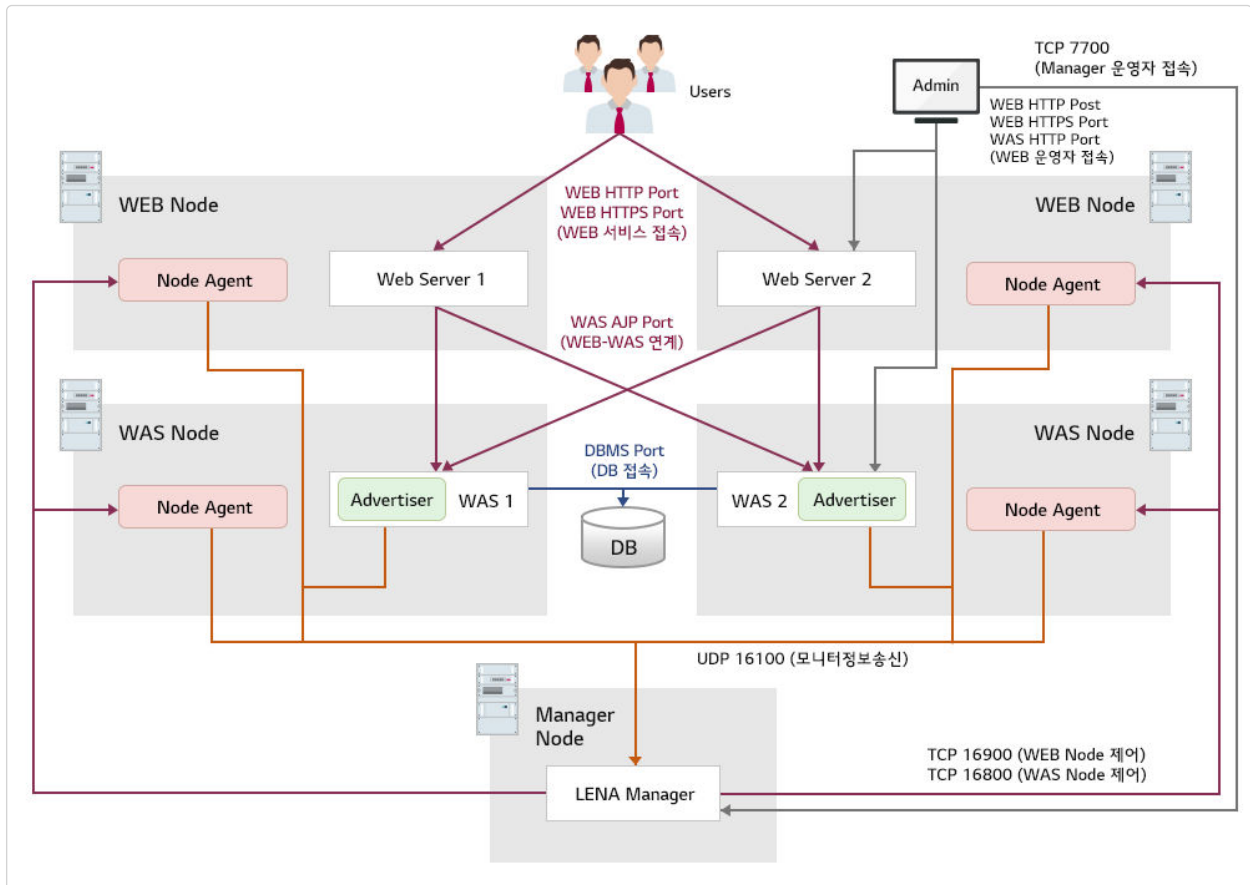 TCP 7700
(Manager 운영자 접속)
Users
Admin
WEB HTTP Post
WEB HTTPS Port
WAS HTTP Port
(WEB 운영자 접속)
WEB Node
WEB HTTP Port
WEB HTTPS Port
(WEB 서비스 접속)
WEB Node
Node Agent
Web Server 1
Web Server 2
Node Agent
WAS AJP Port
(WEB-WAS 연계)
WAS Node
WAS Node
DBMS Port
(DB 접속)
Node Agent
Advertiser
WAS 1
WAS 2
Advertiser
Node Agent
DB
UDP 16100 (모니터정보송신)
Manager
Node
TCP 16900 (WEB Node 제어)
TCP 16800 (WAS Node 제어)
LENA Manager